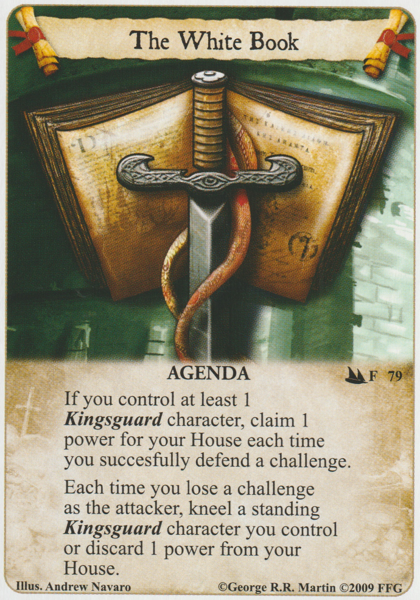 The White Book
AGENDA
F 79
If you control at least 1
Kingsguard character, claim 1
power for your House each time
you succesfully defend a challenge.
Each time you lose a challenge
as the attacker, kneel a standing
Kingsguard character you control
or discard 1 power from your
House.
Illus. Andrew Navaro ©George R.R. Martin ©2009 FFG